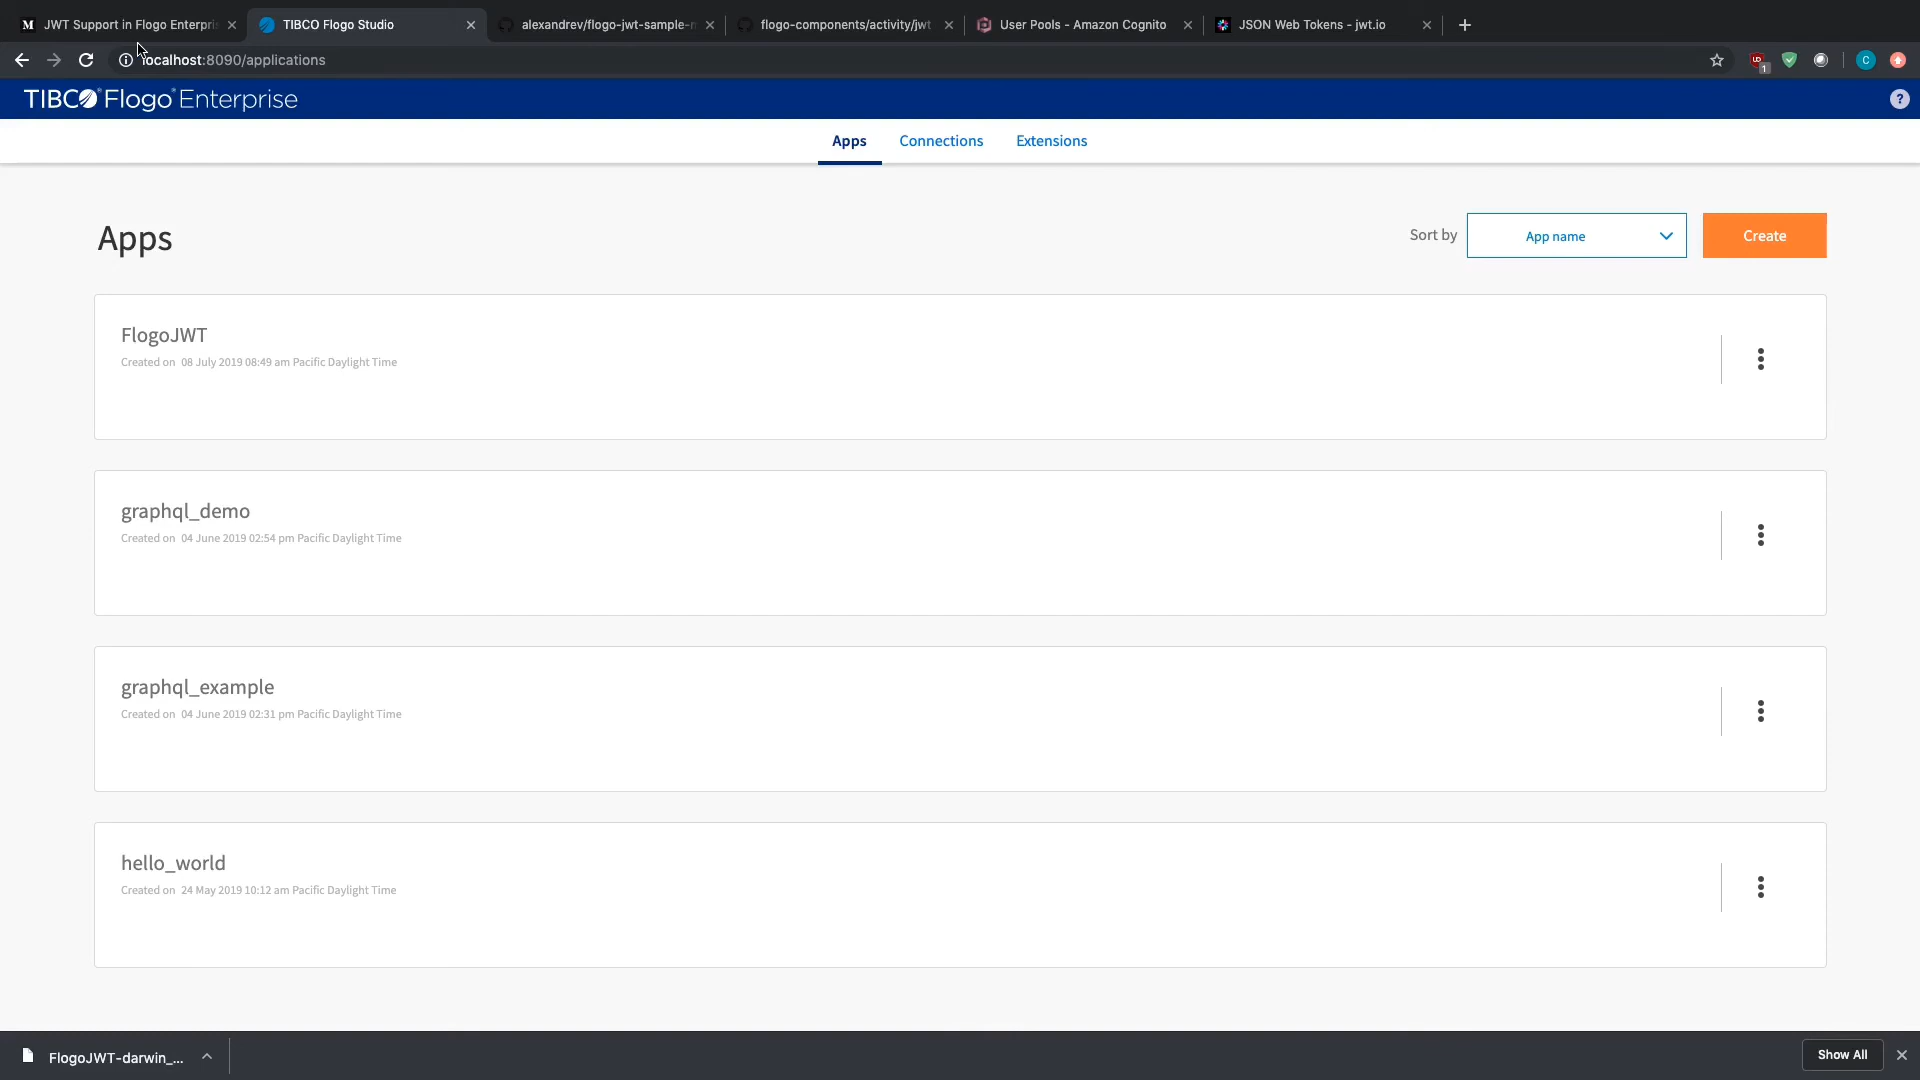 JWT Support in Flogo Enterpris
TIBCO Flogo Studio
alexandrev/flogo-jwt-sample-m
flogo-components/activity/jwt
User Pools - Amazon Cognito
JSON Web Tokens - jwt.io
localhost:8090/applications
UD
1
C
TIBCO Flogo® Enterprise
?
Apps
Connections
Extensions
Apps
Sort by
App name
Create
FlogoJWT
Created on 08 July 2019 08:49 am Pacific Daylight Time
graphql_demo
Created on 04 June 2019 02:54 pm Pacific Daylight Time
graphql_example
Created on 04 June 2019 02:31 pm Pacific Daylight Time
hello_world
Created on 24 May 2019 10:12 am Pacific Daylight Time
FlogoJWT-darwin_...
Show All